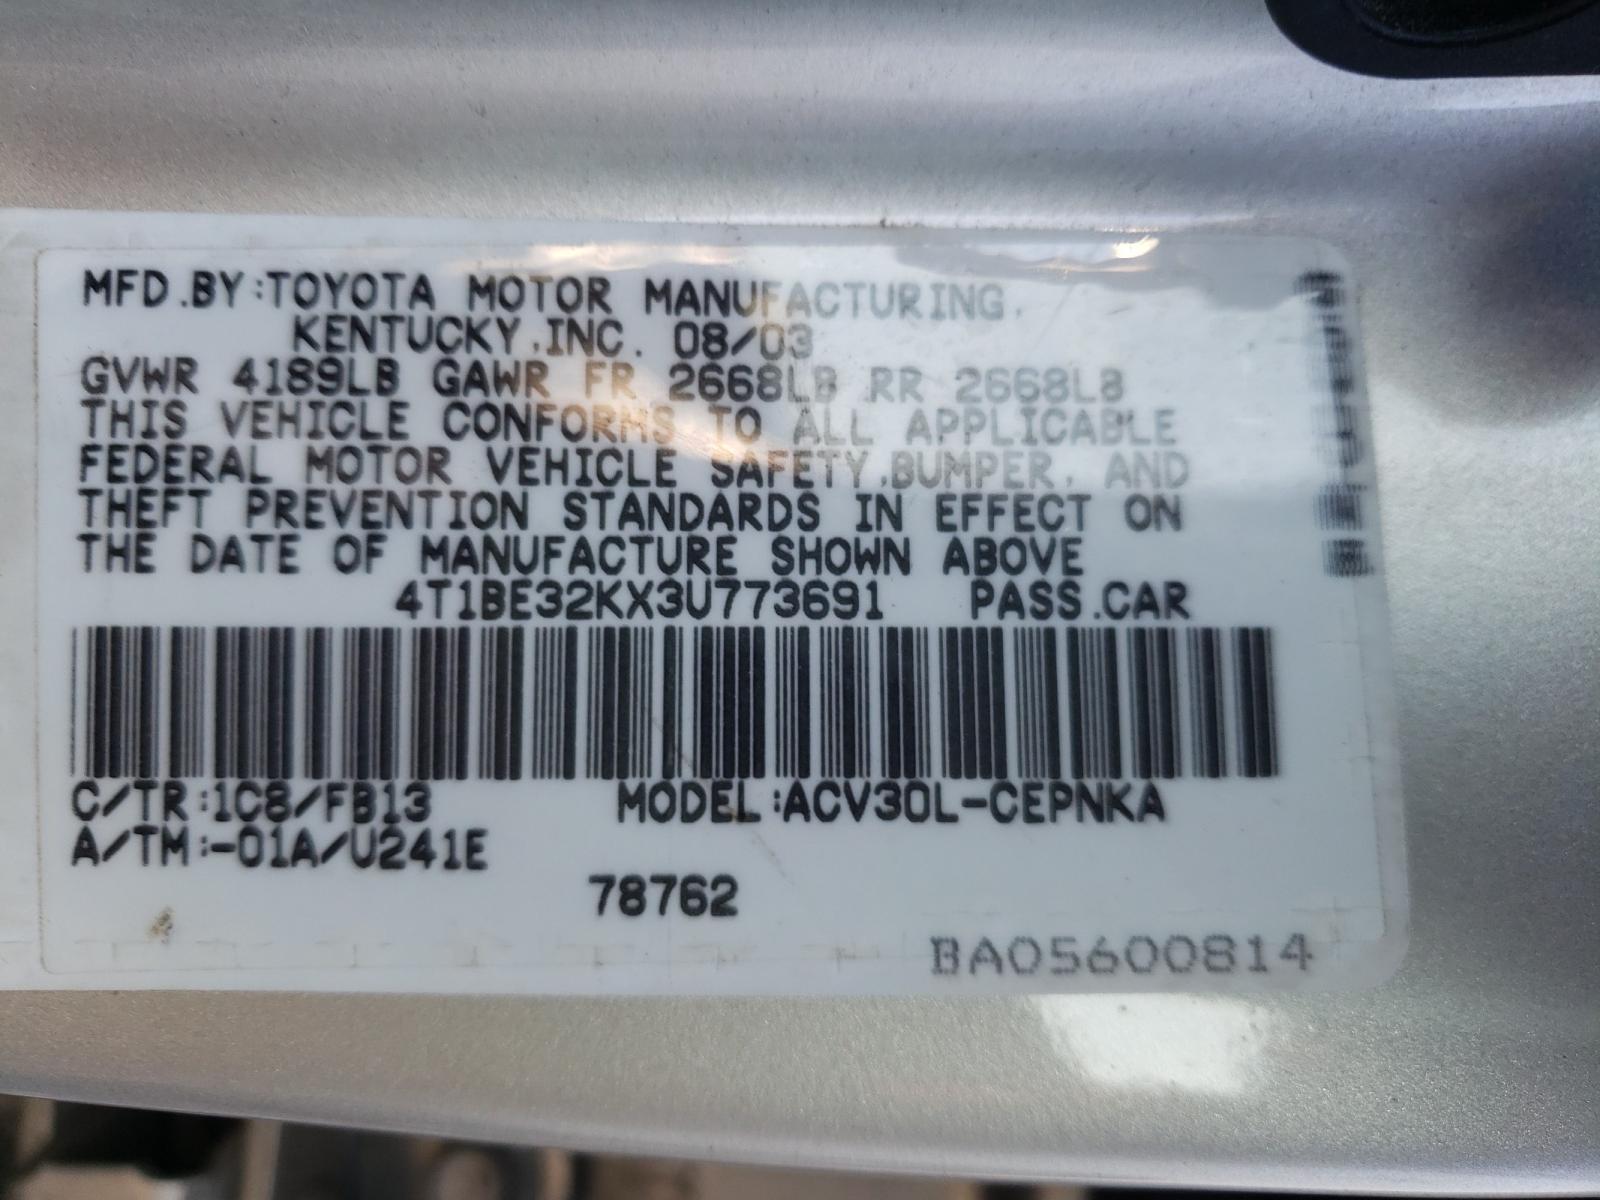 MFD.BY:TOYOTA MOTOR MANUFACTURING,
KENTUCKY,INC. 08/03
GVWR 4189LB GAWR FR 2668LB RR 2668LB
THIS VEHICLE CONFORMS TO ALL APPLICABLE
FEDERAL MOTOR VEHICLE SAFETY,BUMPER, AND
THEFT PREVENTION STANDARDS IN EFFECT ON
THE DATE OF MANUFACTURE SHOWN ABOVE
4T1BE32KX3U773691 PASS.CAR
C/TR:1C8/FB13 MODEL:ACV30L-CEPNKA
A/TM:-01A/U241E
78762
BA05600814